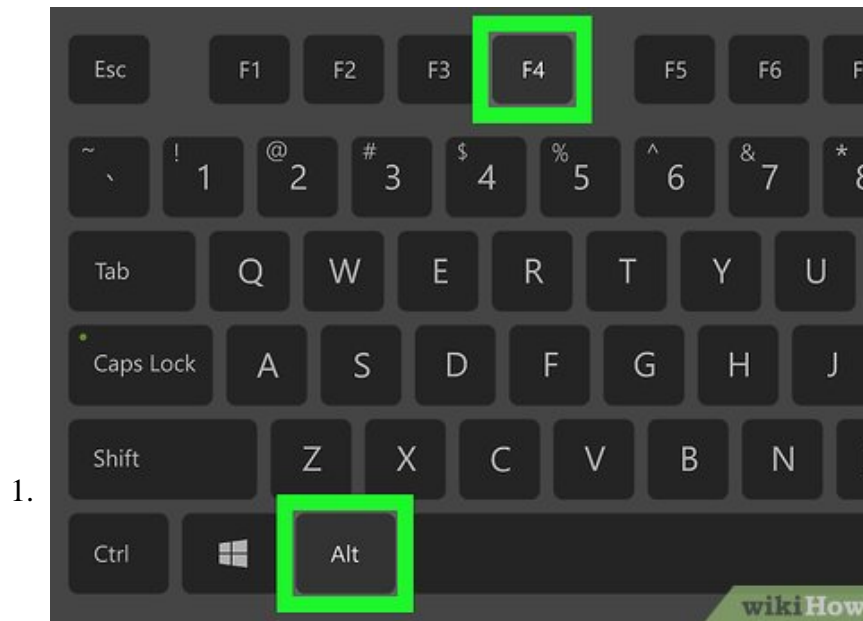 Esc F1 F2 F3 F4 F5 F6 F
~ ` ! 1 @ 2 # 3 $ 4 % 5 ^ 6 & 7 * 8
Tab Q W E R T Y U
Caps Lock A S D F G H J
Shift Z X C V B N
1.
Ctrl Alt
wikiHow